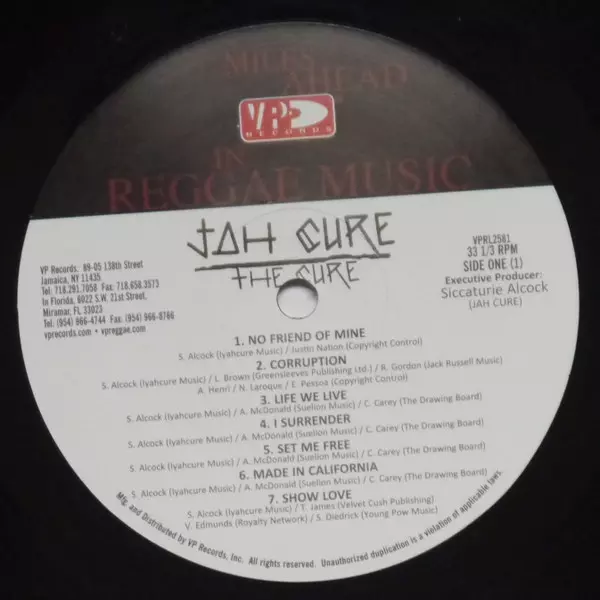 MILES
AHEAD
VP
RECORDS
IN
REGGAE MUSIC
JAH CURE
THE CURE
VP Records: 89-05 138th Street
Jamaica, NY 11435
Tel: 718.291.7058 Fax: 718.658.3573
In Florida, 6022 S.W. 21st Street,
Miramar, FL 33023
Tel: (954) 966-4744 Fax: (954) 966-8766
vprecords.com • vpreggae.com
VPRL2581
33 1/3 RPM
SIDE ONE (1)
Executive Producer:
Siccaturie Alcock
(JAH CURE)
1. NO FRIEND OF MINE
S. Alcock (Iyahcure Music) / Justin Nation (Copyright Control)
2. CORRUPTION
S. Alcock (Iyahcure Music) / L. Brown (Greensleeves Publishing Ltd.) / R. Gordon (Jack Russell Music)
A. Henri / N. Laroque / E. Pessoa (Copyright Control)
3. LIFE WE LIVE
S. Alcock (Iyahcure Music) / A. McDonald (Suelion Music) / C. Carey (The Drawing Board)
4. I SURRENDER
S. Alcock (Iyahcure Music) / A. McDonald (Suelion Music) / C. Carey (The Drawing Board)
5. SET ME FREE
S. Alcock (Iyahcure Music) / A. McDonald (Suelion Music) / C. Carey (The Drawing Board)
6. MADE IN CALIFORNIA
S. Alcock (Iyahcure Music) / A. McDonald (Suelion Music) / C. Carey (The Drawing Board)
7. SHOW LOVE
S. Alcock (Iyahcure Music) / T. James (Velvet Cush Publishing)
V. Edmunds (Royalty Network) / S. Diedrick (Young Pow Music)
Mfg. and Distributed by VP Records, Inc. All rights reserved. Unauthorized duplication is a violation of applicable laws.